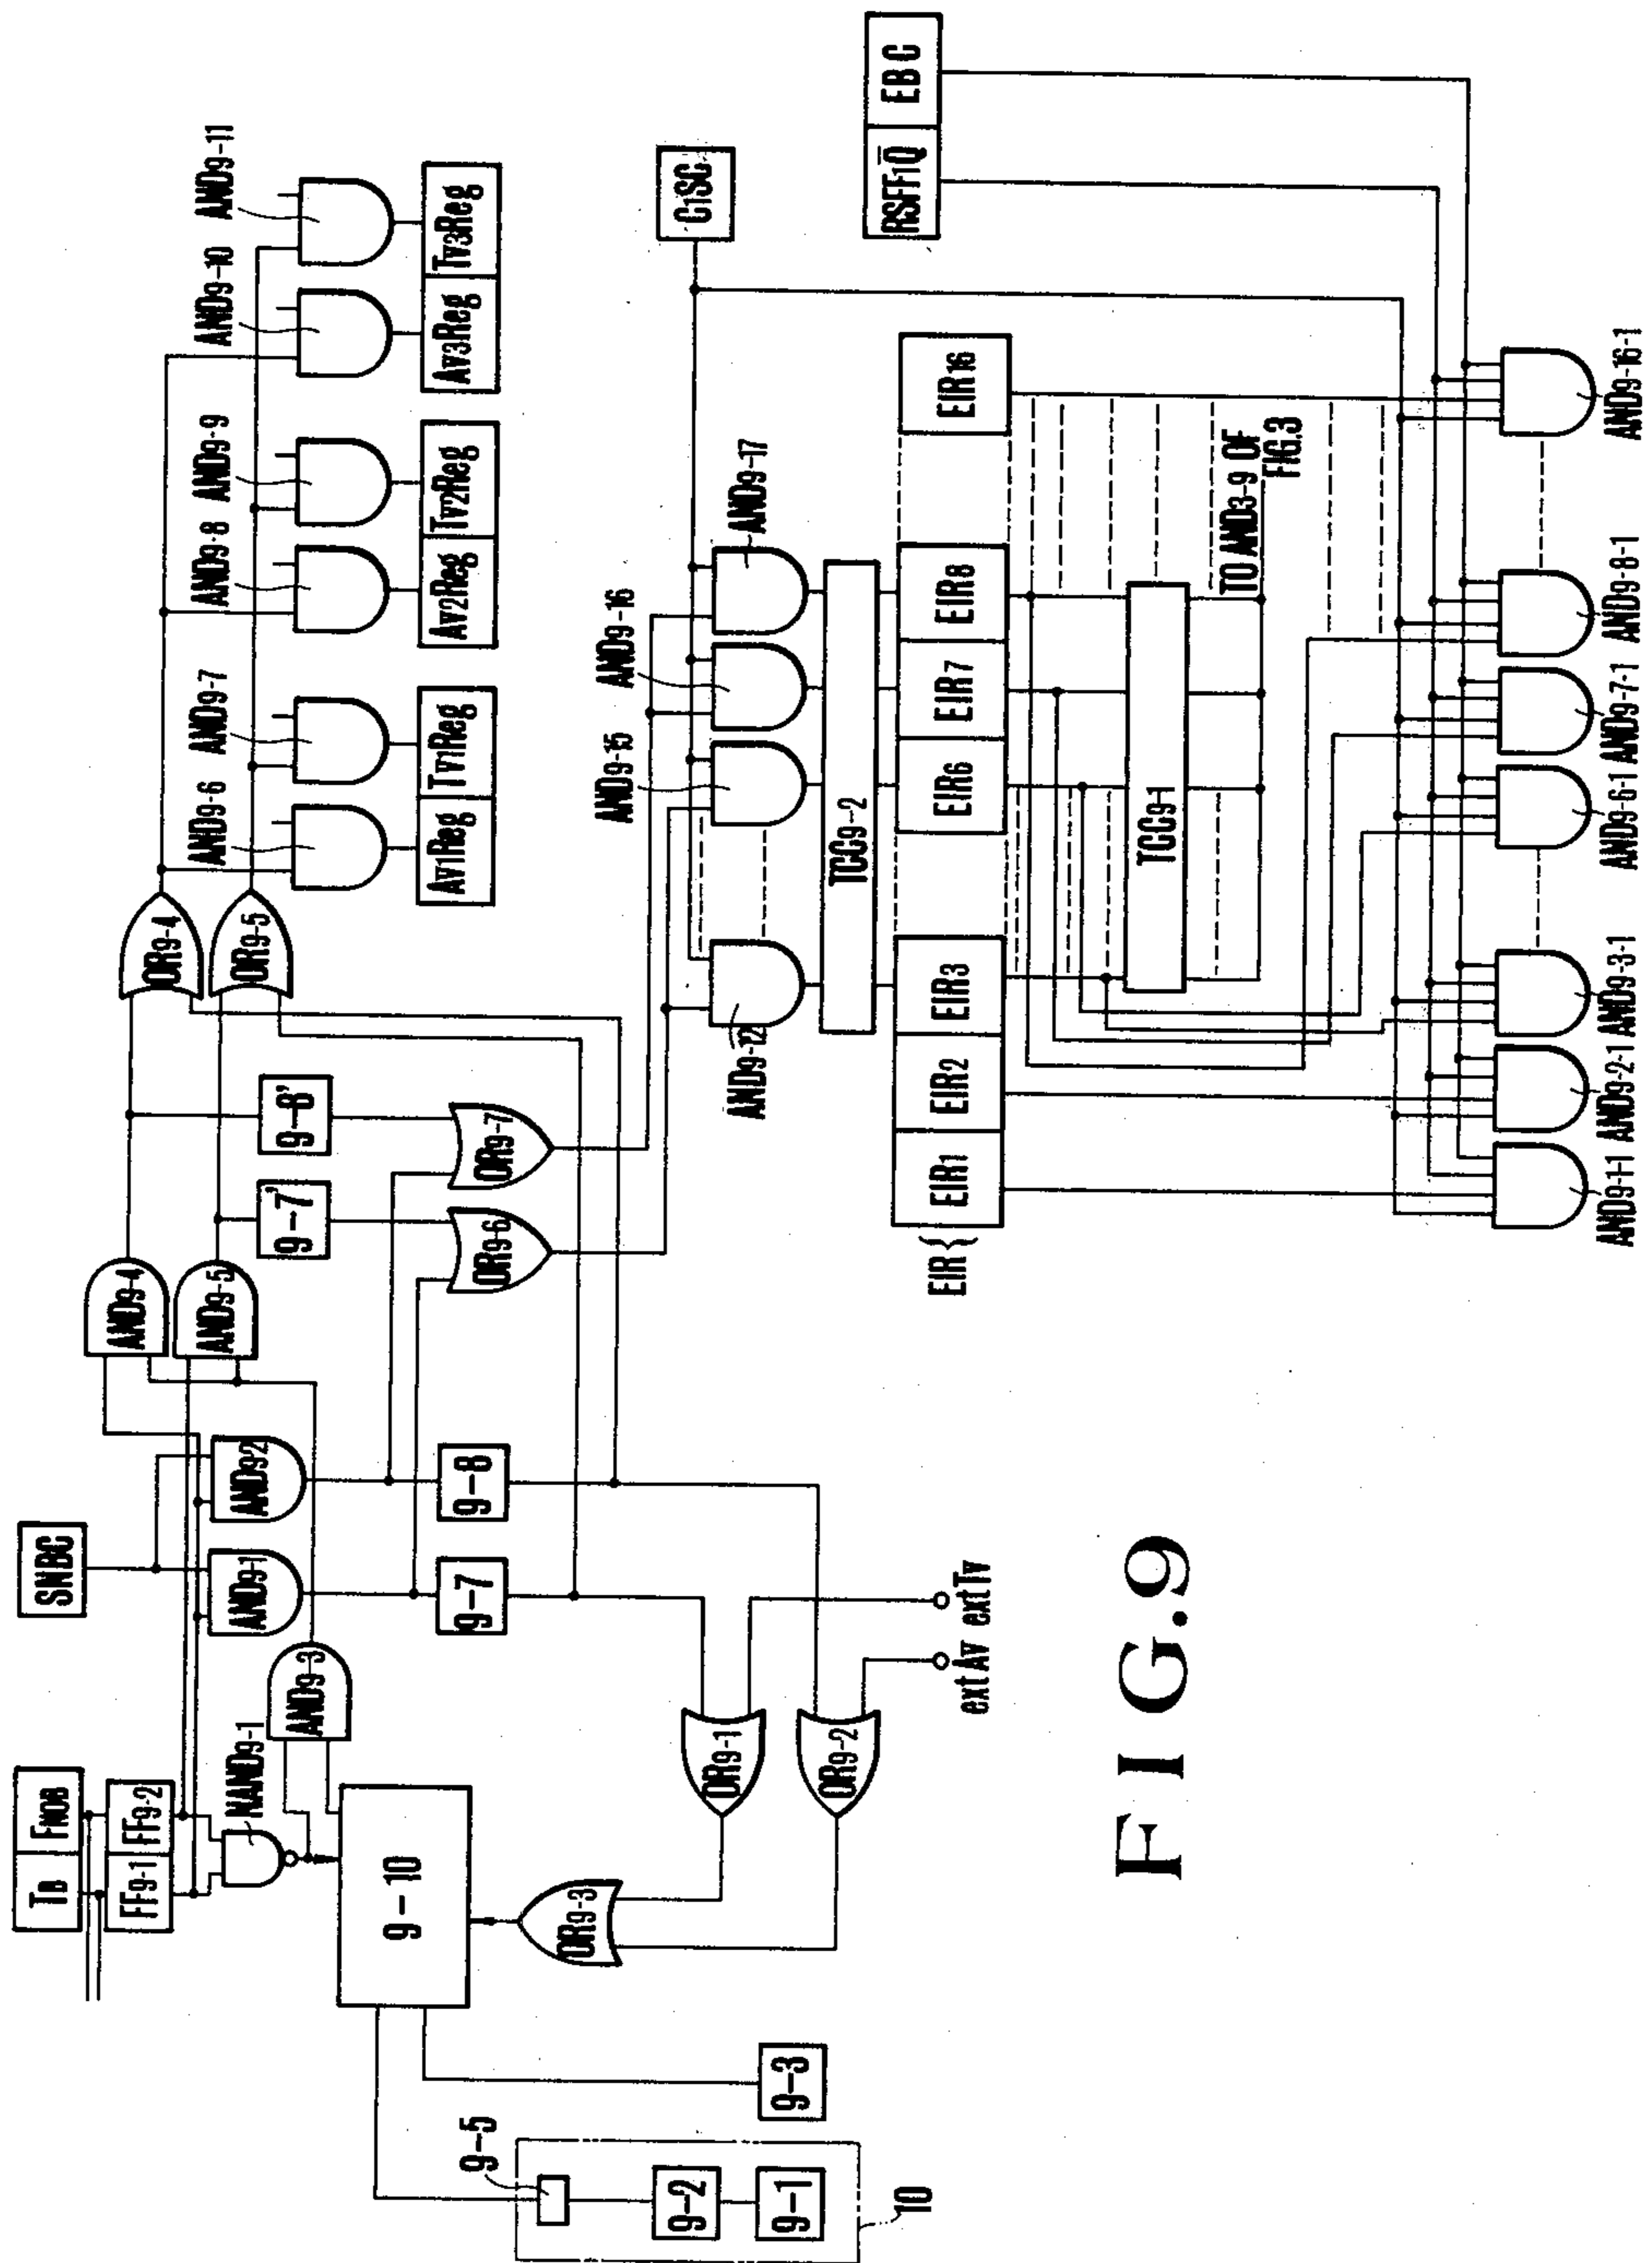 TB
FNOB
FF9-1
FF9-2
NAND9-1
SNBC
AND9-1
AND9-2
AND9-3
AND9-4
AND9-5
9-7
9-8
9-7'
9-8'
OR9-4
OR9-5
OR9-6
OR9-7
AND9-6
AND9-7
AND9-8
AND9-9
AND9-10
AND9-11
AV1Reg
TV1Reg
AV2Reg
TV2Reg
AV3Reg
TV3Reg
9-10
9-5
9-2
9-1
10
9-3
OR9-3
OR9-1
OR9-2
extAV
extTV
C1SC
AND9-12
AND9-15
AND9-16
AND9-17
TCC9-2
EIR{
EIR1
EIR2
EIR3
EIR6
EIR7
EIR8
EIR16
TCC9-1
TO AND3-9 OF
FIG.3
RSFF1Q̅
EBC
AND9-1-1
AND9-2-1
AND9-3-1
AND9-6-1
AND9-7-1
AND9-8-1
AND9-16-1
FIG.9